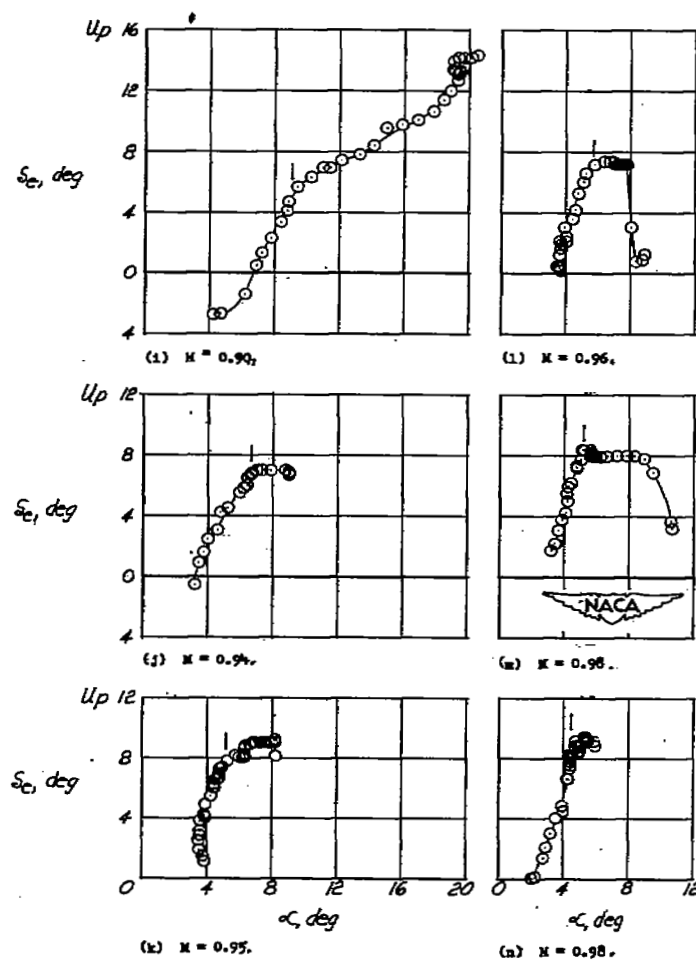 Up 16
12
8
δe, deg
4
0
4
(i) M = 0.90.
(l) M = 0.96.
Up 12
8
δe, deg
4
0
4
NACA
(j) M = 0.94.
(m) M = 0.98.
Up 12
8
δe, deg
4
0
4 8 12 16 20
0 4 8 12
α, deg
α, deg
(k) M = 0.95.
(n) M = 0.98.